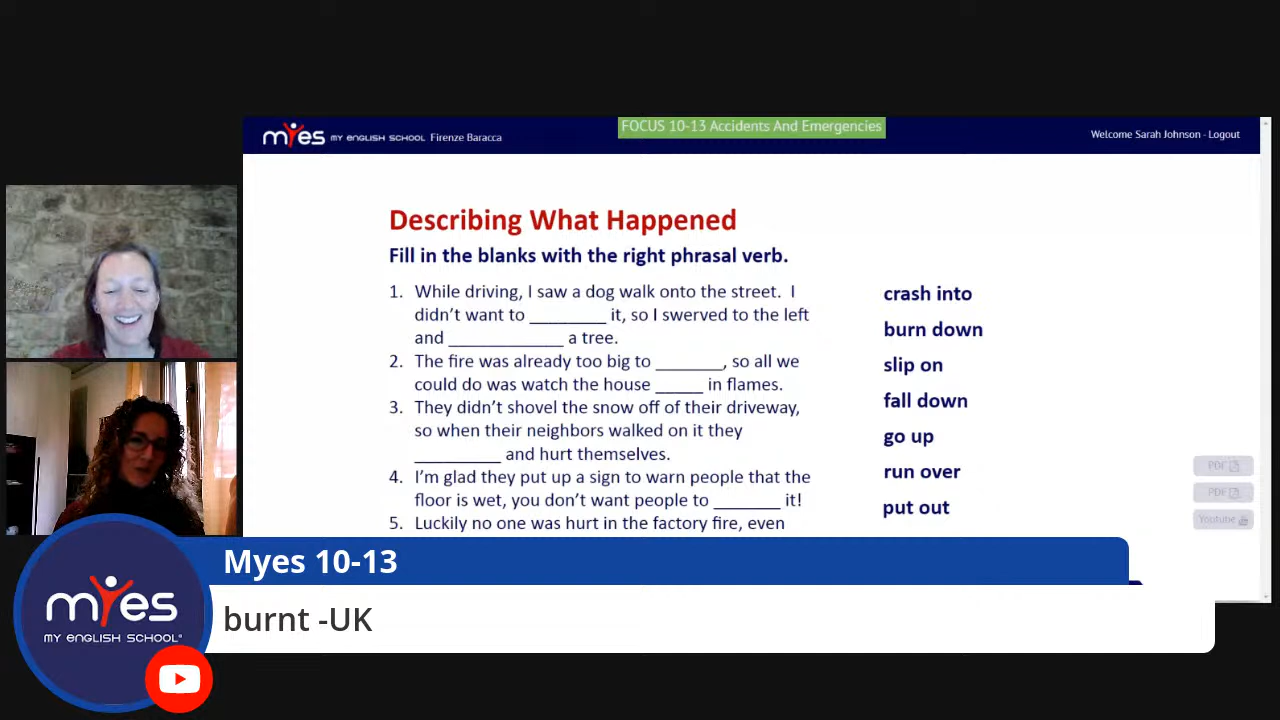 myes MY ENGLISH SCHOOL Firenze Baracca
FOCUS 10-13 Accidents And Emergencies
Welcome Sarah Johnson - Logout
Describing What Happened
Fill in the blanks with the right phrasal verb.
1. While driving, I saw a dog walk onto the street. I
didn't want to ________ it, so I swerved to the left
and ____________ a tree.
2. The fire was already too big to _______, so all we
could do was watch the house _____ in flames.
3. They didn't shovel the snow off of their driveway,
so when their neighbors walked on it they
_________ and hurt themselves.
4. I'm glad they put up a sign to warn people that the
floor is wet, you don't want people to _______ it!
5. Luckily no one was hurt in the factory fire, even
crash into
burn down
slip on
fall down
go up
run over
put out
PDF
PDF
Youtube
Myes 10-13
burnt -UK
myes
MY ENGLISH SCHOOL